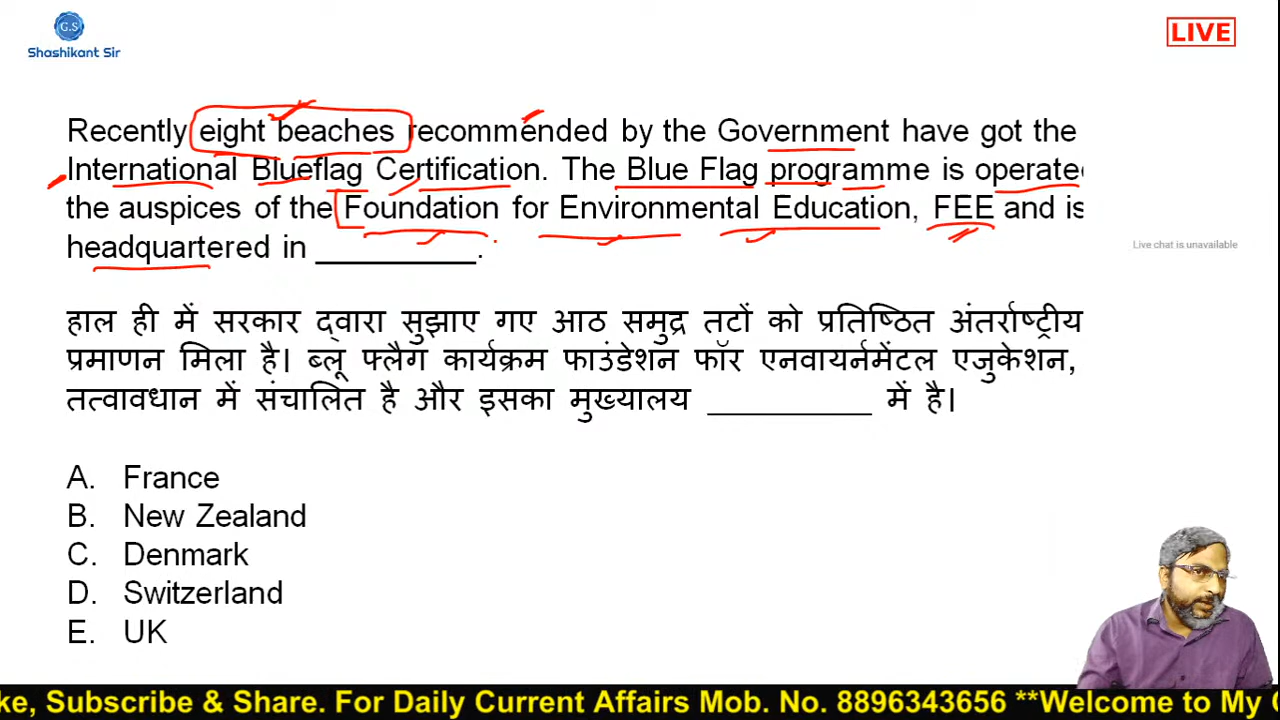 G.S
Shashikant Sir
LIVE
Recently eight beaches recommended by the Government have got the
International Blueflag Certification. The Blue Flag programme is operate
the auspices of the Foundation for Environmental Education, FEE and is
headquartered in __________.
Live chat is unavailable
हाल ही में सरकार द्वारा सुझाए गए आठ समुद्र तटों को प्रतिष्ठित अंतर्राष्ट्रीय
प्रमाणन मिला है। ब्लू फ्लैग कार्यक्रम फाउंडेशन फॉर एनवायर्नमेंटल एजुकेशन,
तत्वावधान में संचालित है और इसका मुख्यालय __________ में है।
A. France
B. New Zealand
C. Denmark
D. Switzerland
E. UK
ke, Subscribe & Share. For Daily Current Affairs Mob. No. 8896343656 **Welcome to My